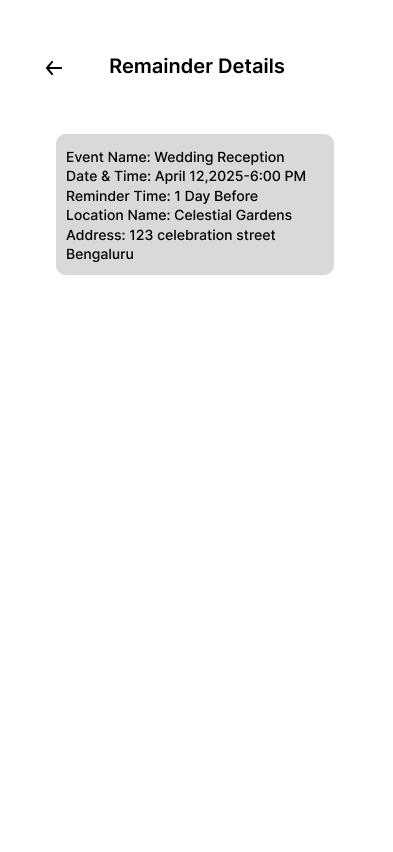 Remainder Details
Event Name: Wedding Reception
Date & Time: April 12,2025-6:00 PM
Reminder Time: 1 Day Before
Location Name: Celestial Gardens
Address: 123 celebration street
Bengaluru